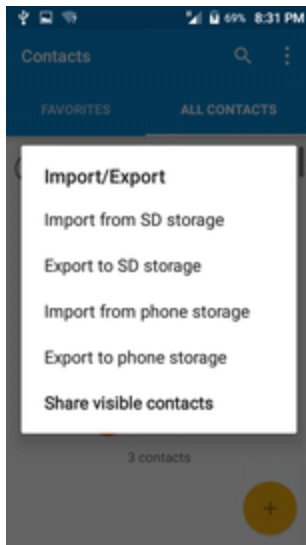 69% 8:31 PM
Contacts
FAVORITES ALL CONTACTS
Import/Export
Import from SD storage
Export to SD storage
Import from phone storage
Export to phone storage
Share visible contacts
3 contacts